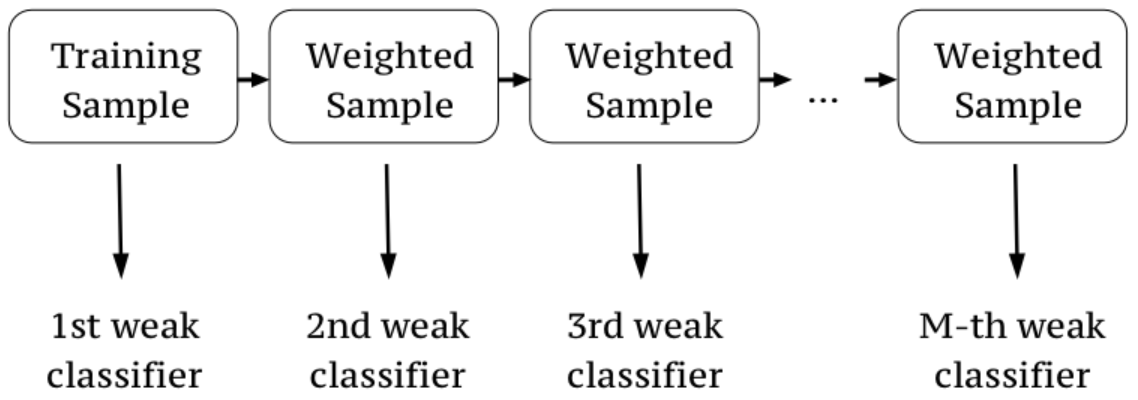 Training
Sample
Weighted
Sample
Weighted
Sample
...
Weighted
Sample
1st weak
classifier
2nd weak
classifier
3rd weak
classifier
M-th weak
classifier